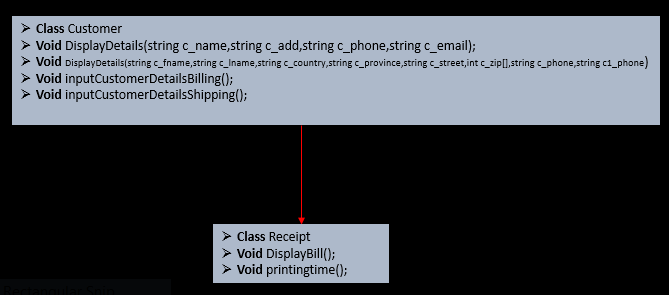 ➢ Class Customer
➢ Void DisplayDetails(string c_name,string c_add,string c_phone,string c_email);
➢ Void DisplayDetails(string c_fname,string c_lname,string c_country,string c_province,string c_street,int c_zip[],string c_phone,string c1_phone)
➢ Void inputCustomerDetailsBilling();
➢ Void inputCustomerDetailsShipping();
➢ Class Receipt
➢ Void DisplayBill();
➢ Void printingtime();
Rectangular Snip